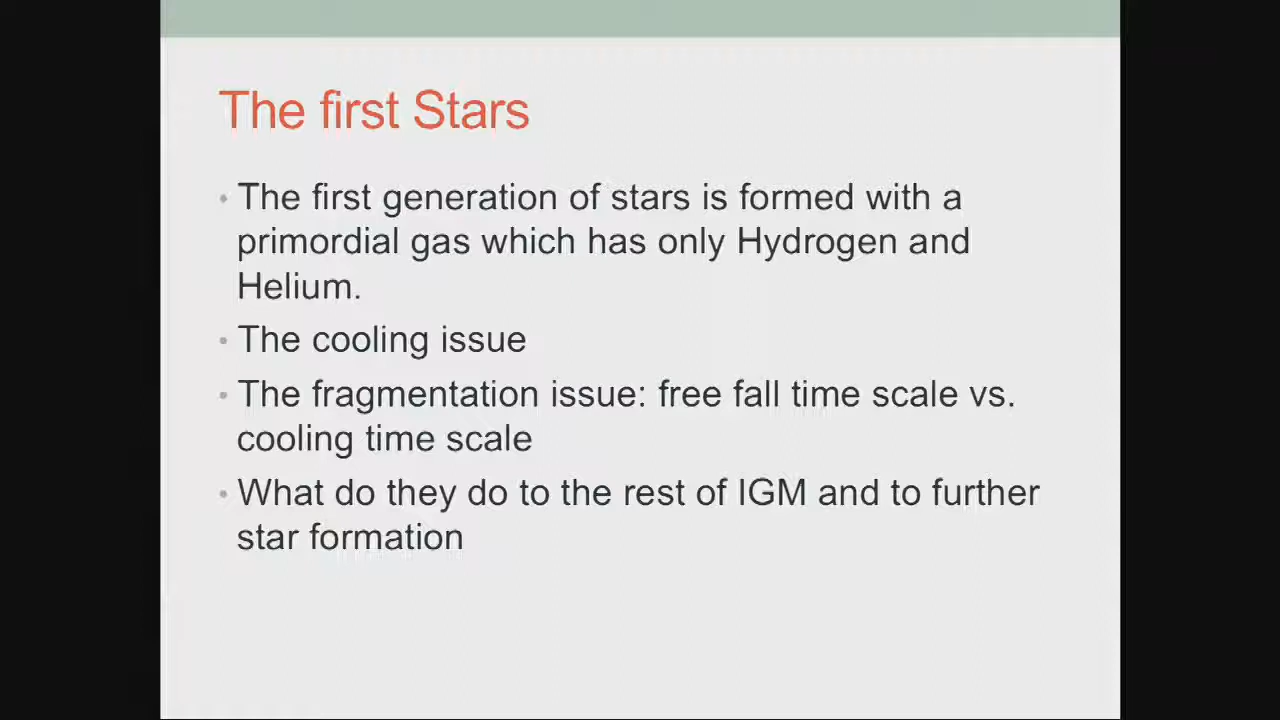 The first Stars
• The first generation of stars is formed with a
primordial gas which has only Hydrogen and
Helium.
• The cooling issue
• The fragmentation issue: free fall time scale vs.
cooling time scale
• What do they do to the rest of IGM and to further
star formation